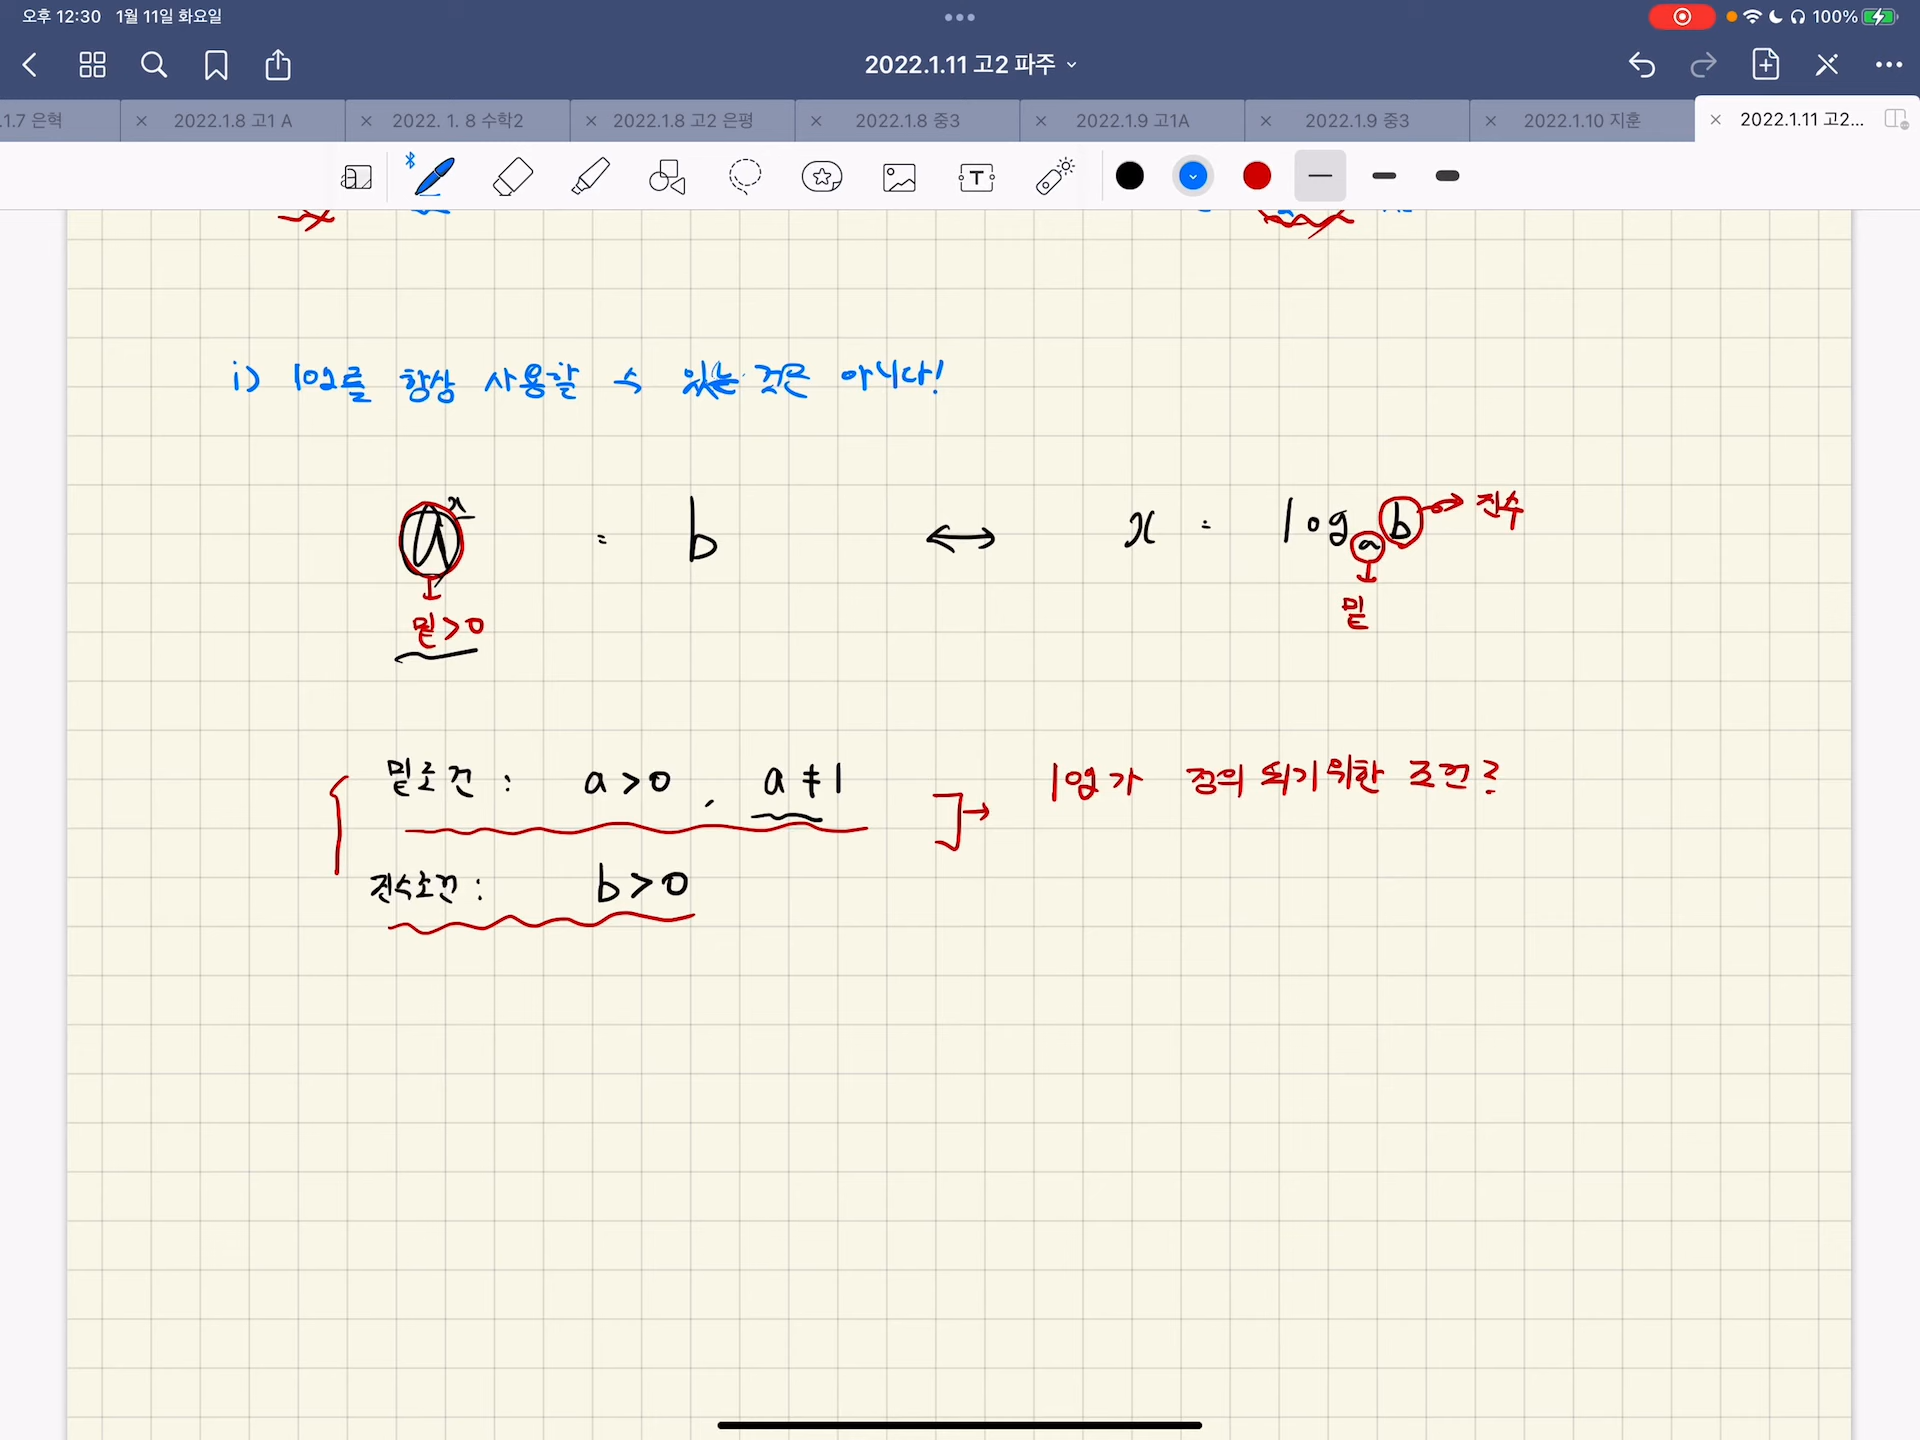 오후 12:30 1월 11일 화요일 100%
2022.1.11 고2 파주
.1.7 은혁 2022.1.8 고1 A 2022. 1. 8 수학2 2022.1.8 고2 은평 2022.1.8 중3 2022.1.9 고1A 2022.1.9 중3 2022.1.10 지훈 2022.1.11 고2...
i) log를 항상 사용할 수 있는 것은 아니다!
a^x = b ↔ x = log_a b → 진수
밑>0 밑
밑조건 : a>0 , a≠1 → log가 정의 되기위한 조건?
진수조건 : b>0